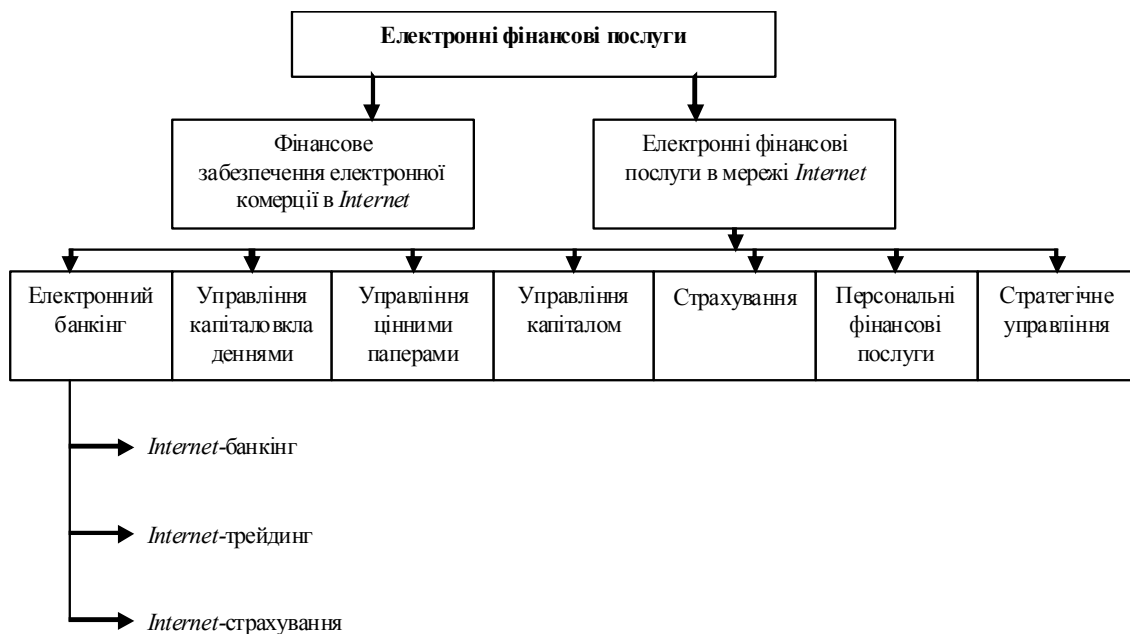 Електронні фінансові послуги
Фінансове
забезпечення електронної
комерції в Internet
Електронні фінансові
послуги в мережі Internet
Електронний
банкінг
Управління
капіталовкла
деннями
Управління
цінними
паперами
Управління
капіталом
Страхування
Персональні
фінансові
послуги
Стратегічне
управління
Internet-банкінг
Internet-трейдинг
Internet-страхування